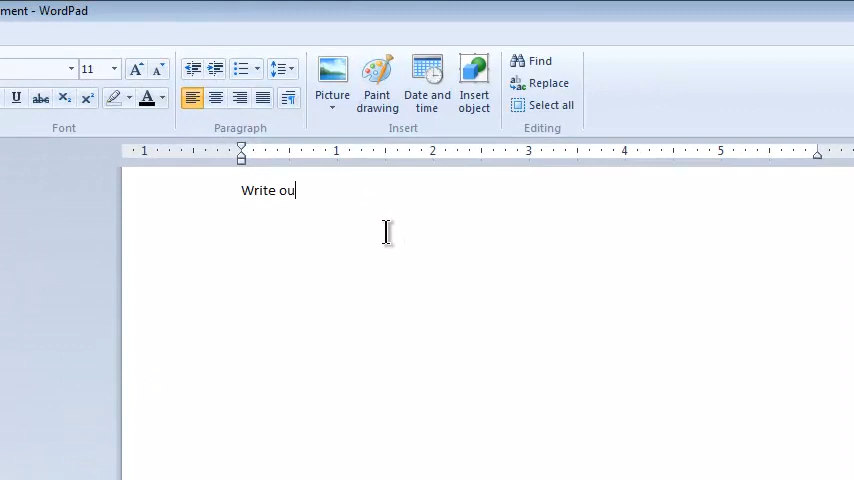 ment - WordPad
11 A A
Picture Paint drawing Date and time Insert object
Find
Replace
Select all
U abc X₂ X² A
Font Paragraph Insert Editing
1 1 2 3 4 5
Write ou